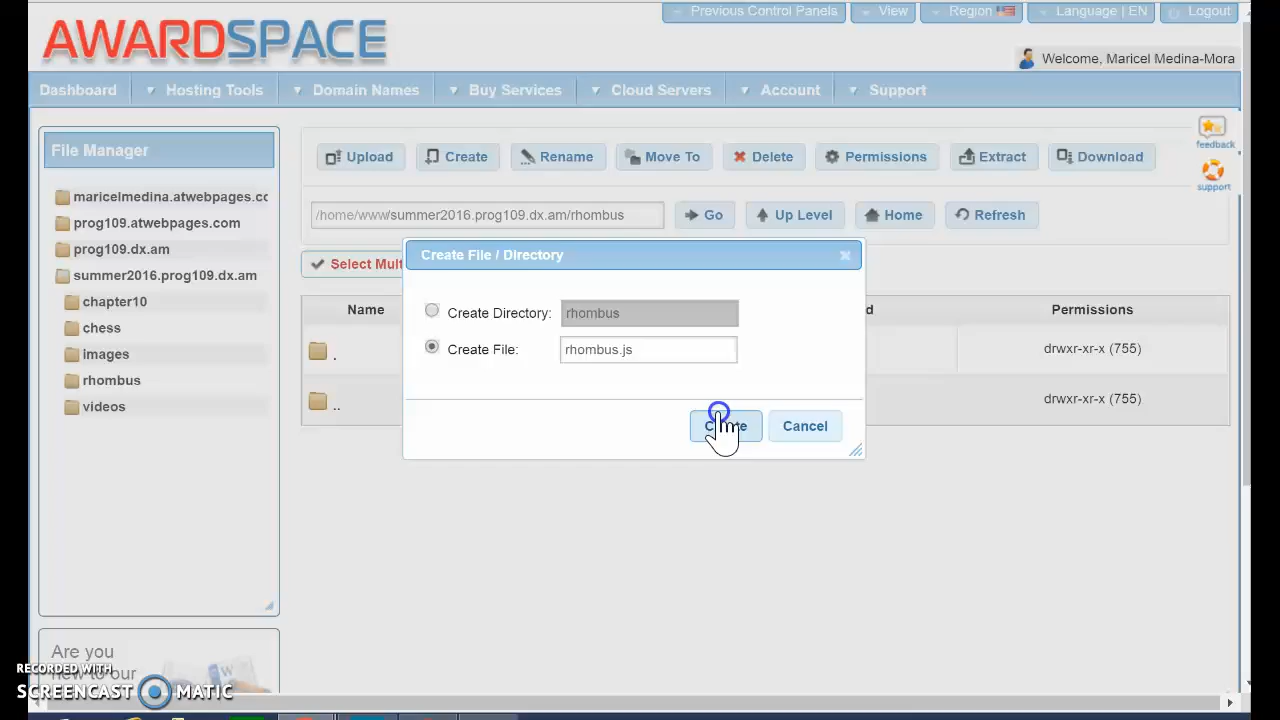 Previous Control Panels View Region Language | EN Logout
AWARDSPACE
Welcome, Maricel Medina-Mora
Dashboard Hosting Tools Domain Names Buy Services Cloud Servers Account Support
File Manager
maricelmedina.atwebpages.cc
prog109.atwebpages.com
prog109.dx.am
summer2016.prog109.dx.am
chapter10
chess
images
rhombus
videos
Upload Create Rename Move To Delete Permissions Extract Download
/home/www/summer2016.prog109.dx.am/rhombus Go Up Level Home Refresh
feedback
support
Select Mult
Create File / Directory
Create Directory: rhombus
Create File: rhombus.js
Cancel
Name d Permissions
. drwxr-xr-x (755)
.. drwxr-xr-x (755)
Are you
new to our
RECORDED WITH
SCREENCAST MATIC